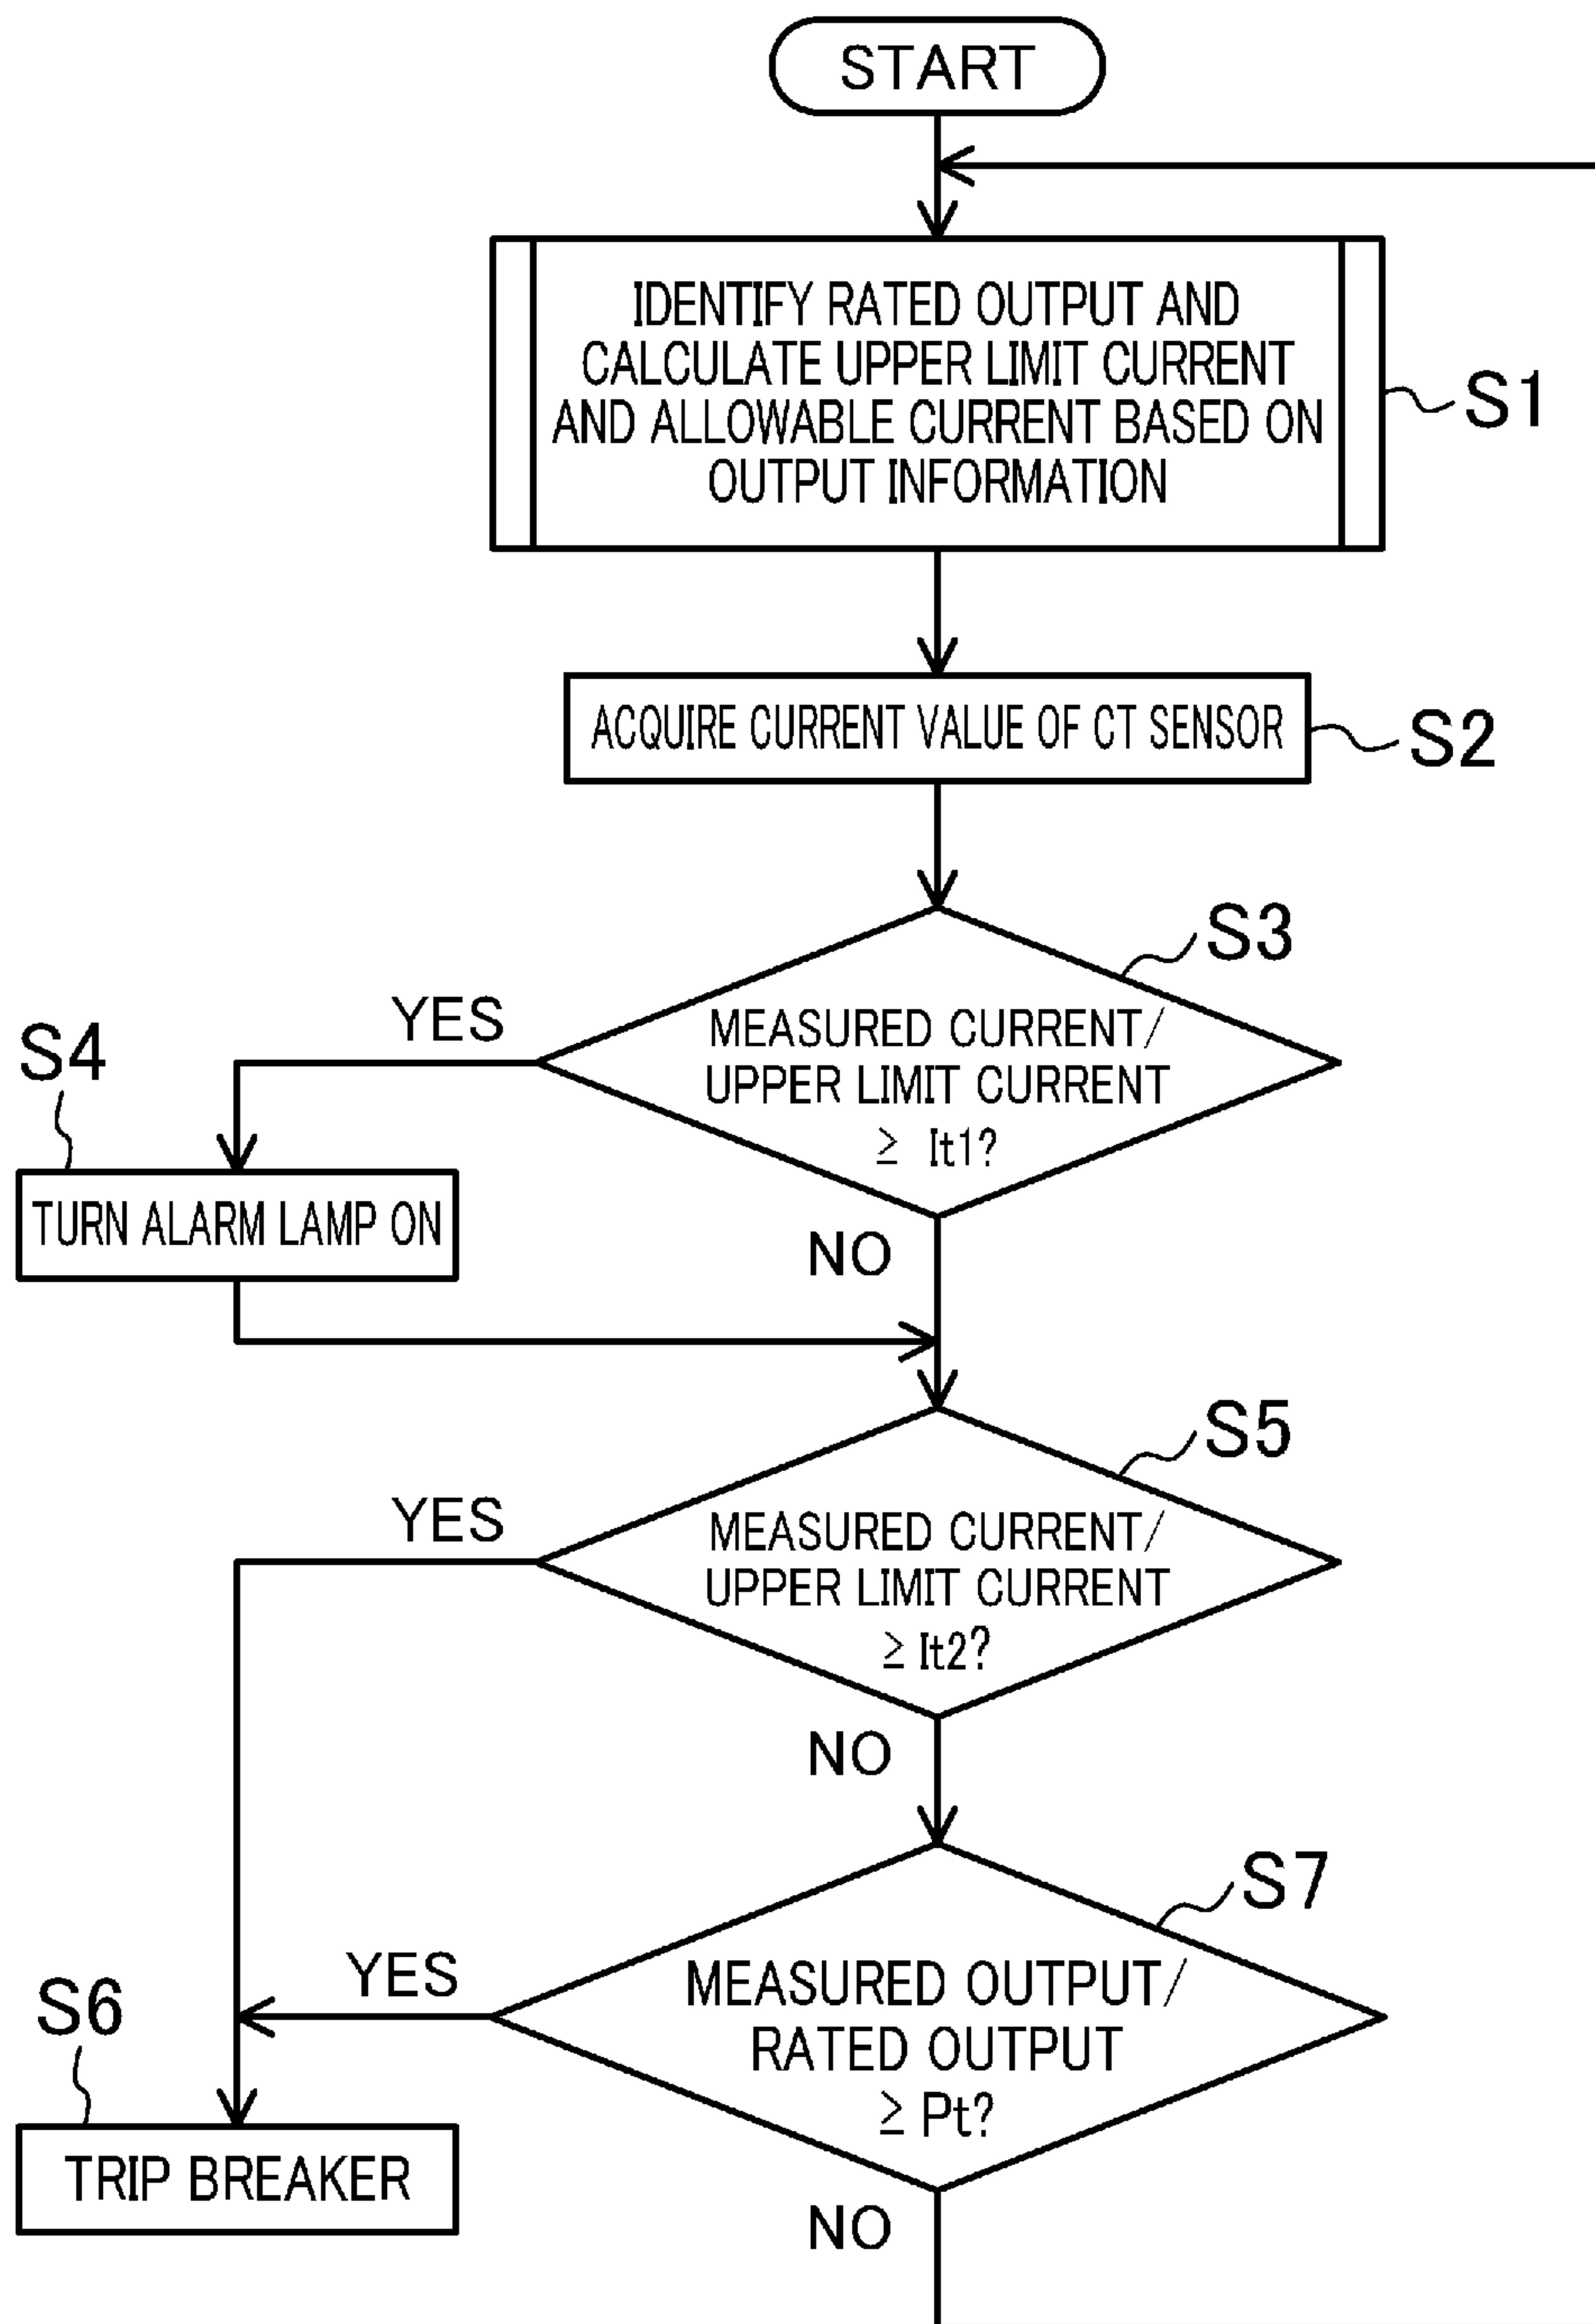 START
IDENTIFY RATED OUTPUT AND
CALCULATE UPPER LIMIT CURRENT
AND ALLOWABLE CURRENT BASED ON
OUTPUT INFORMATION
S1
ACQUIRE CURRENT VALUE OF CT SENSOR
S2
S3
MEASURED CURRENT/
UPPER LIMIT CURRENT
≥ It1?
YES
S4
TURN ALARM LAMP ON
NO
S5
MEASURED CURRENT/
UPPER LIMIT CURRENT
≥ It2?
YES
NO
S7
MEASURED OUTPUT/
RATED OUTPUT
≥ Pt?
YES
S6
TRIP BREAKER
NO